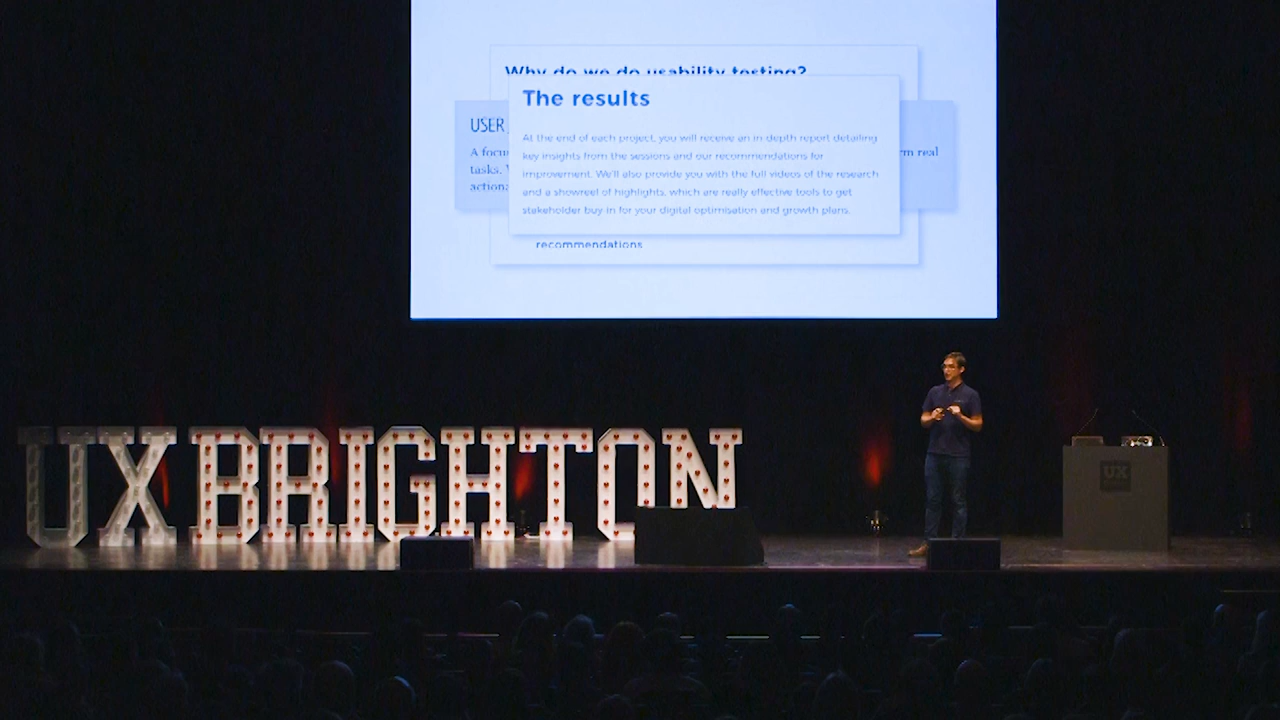 Why do we do usability testing?
The results
USER
At the end of each project, you will receive an in-depth report detailing
key insights from the sessions and our recommendations for
improvement. We'll also provide you with the full videos of the research
and a showreel of highlights, which are really effective tools to get
stakeholder buy in for your digital optimisation and growth plans.
A focu
rm real
tasks.
action
recommendations
UX BRIGHTON
UX